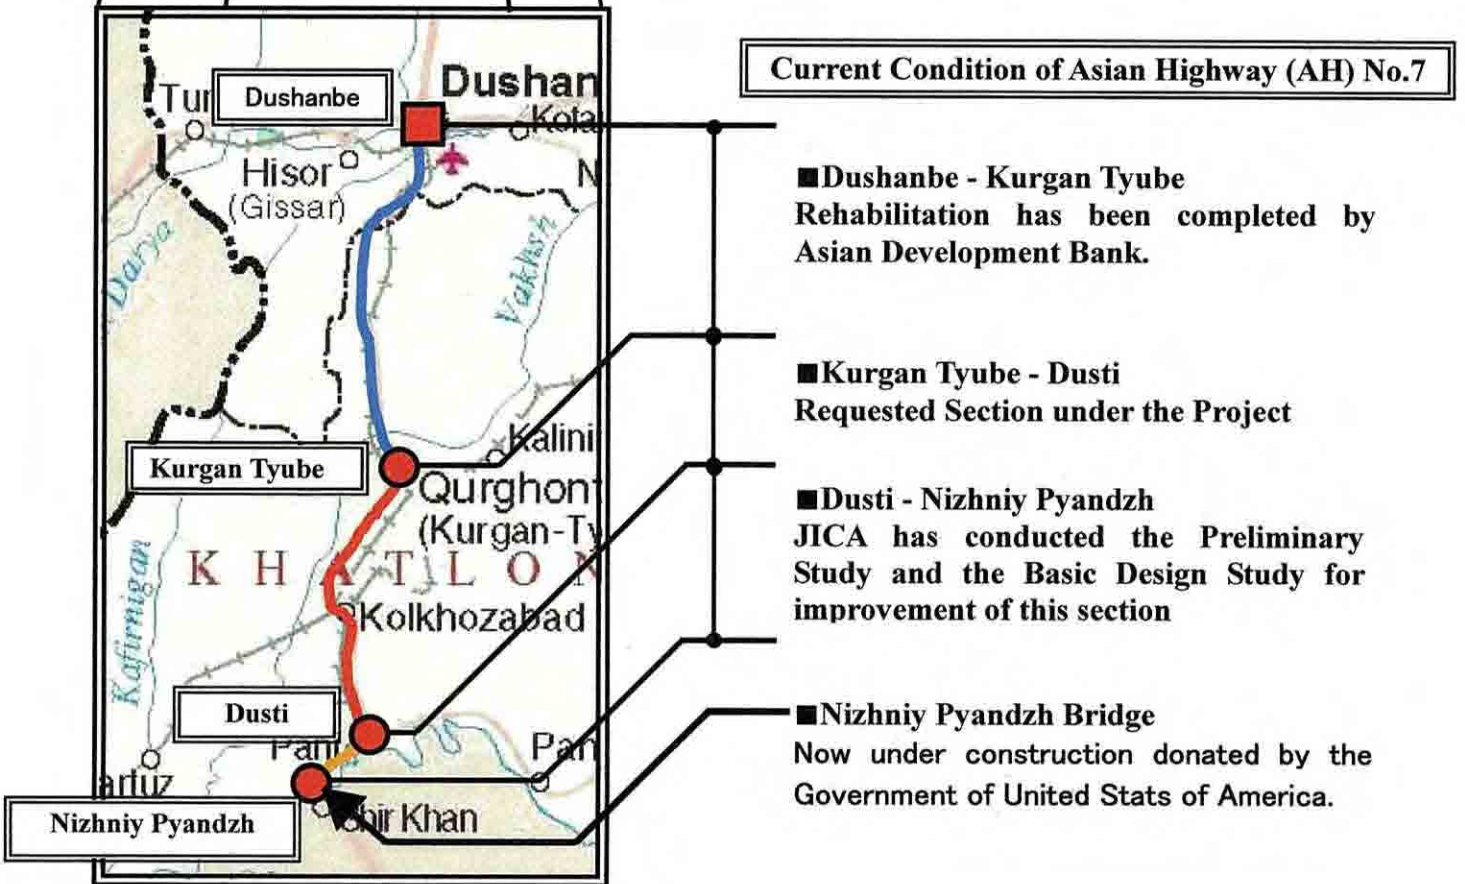 Current Condition of Asian Highway (AH) No.7
Dushanbe
Dushan
Tur
Kofa
Hisor
(Gissar)
N
Darya
Vakhsh
■Dushanbe - Kurgan Tyube
Rehabilitation has been completed by
Asian Development Bank.
■Kurgan Tyube - Dusti
Requested Section under the Project
Kalini
Kurgan Tyube
Qurghont
(Kurgan-Ty
■Dusti - Nizhniy Pyandzh
JICA has conducted the Preliminary
Study and the Basic Design Study for
improvement of this section
KHATLON
Kolkhozabad
Kafirnigan
Dusti
Panj
Pan
artuz
Nizhniy Pyandzh
Shir Khan
■Nizhniy Pyandzh Bridge
Now under construction donated by the
Government of United Stats of America.